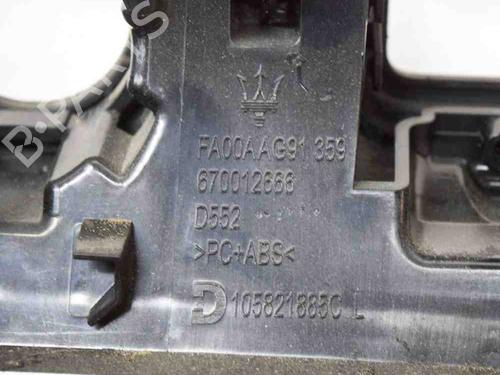 FA00AAG91 359
670012666
D552
>PC+ABS<
D 105821885C L
B-PARTS